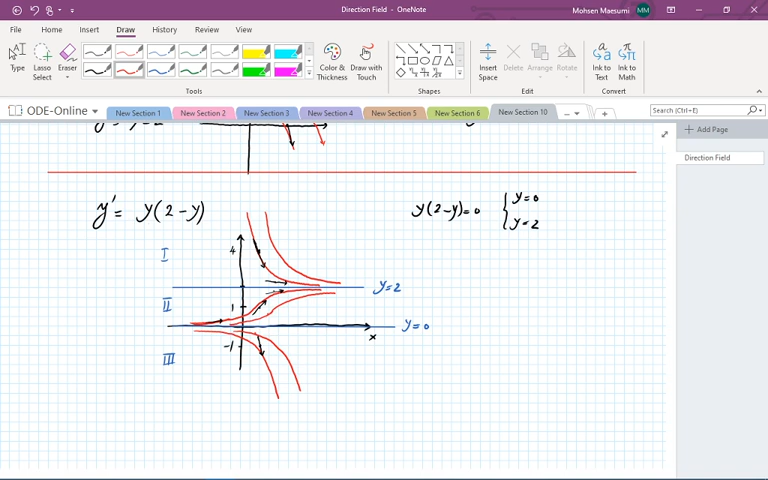 Direction Field - OneNote
Mohsen Maesumi MM
File Home Insert Draw History Review View
Type Lasso Select Eraser Color & Thickness Draw with Touch Insert Space Delete Arrange Rotate Ink to Text Ink to Math
Tools Shapes Edit Convert
ODE-Online New Section 1 New Section 2 New Section 3 New Section 4 New Section 5 New Section 6 New Section 10 Search (Ctrl+E)
Add Page
Direction Field
y' = y(2-y)
y(2-y)=0 { y=0
y=2
I
4
y=2
II
1
y=0
x
-1
III